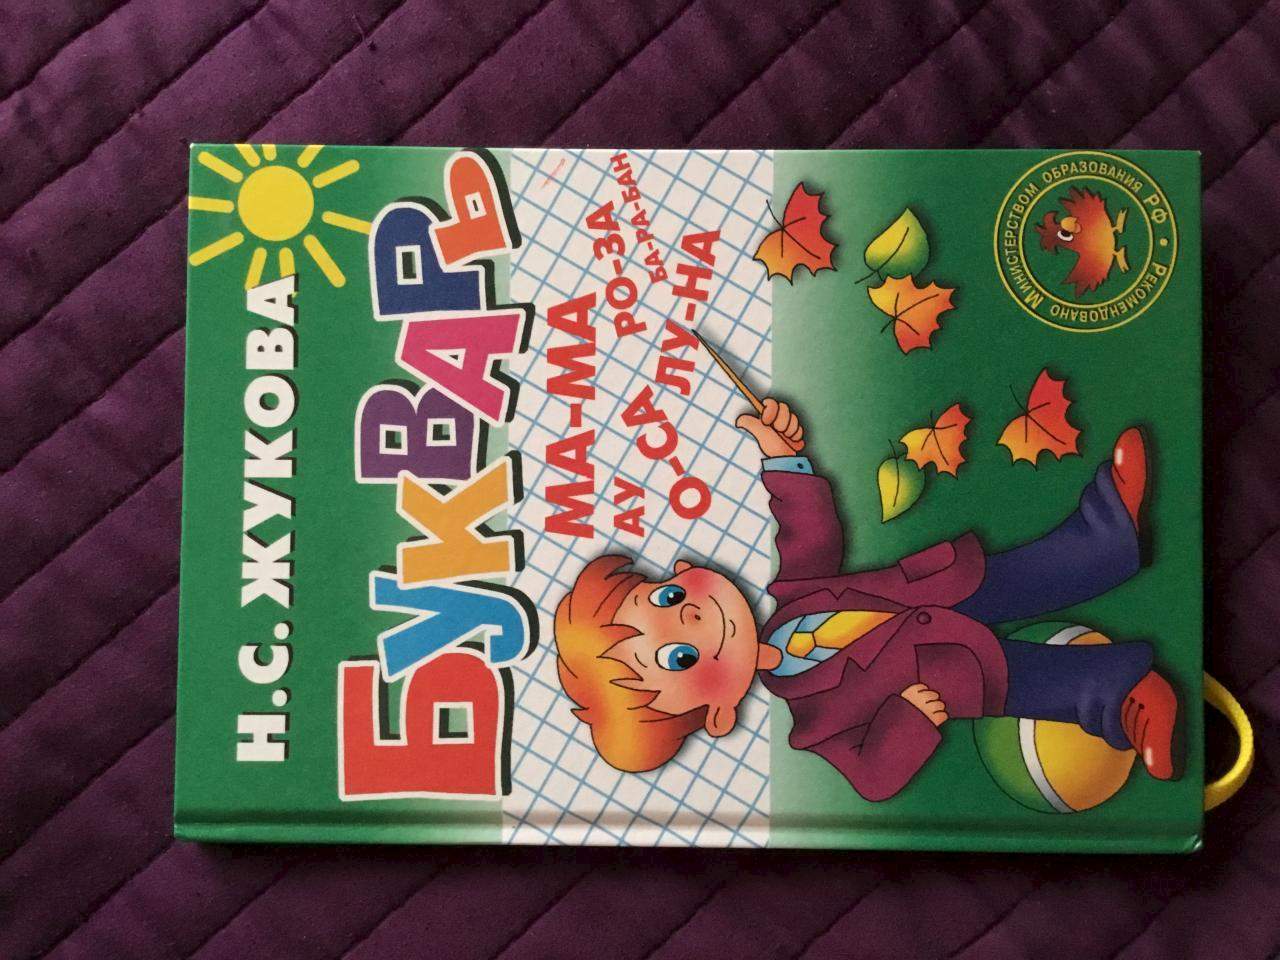 Н.С. ЖУКОВА
БУКВАРЬ
МА-МА
АУ
РО-ЗА
БА-РА-БАН
О-СА
ЛУ-НА
РЕКОМЕНДОВАНО МИНИСТЕРСТВОМ ОБРАЗОВАНИЯ РФ •